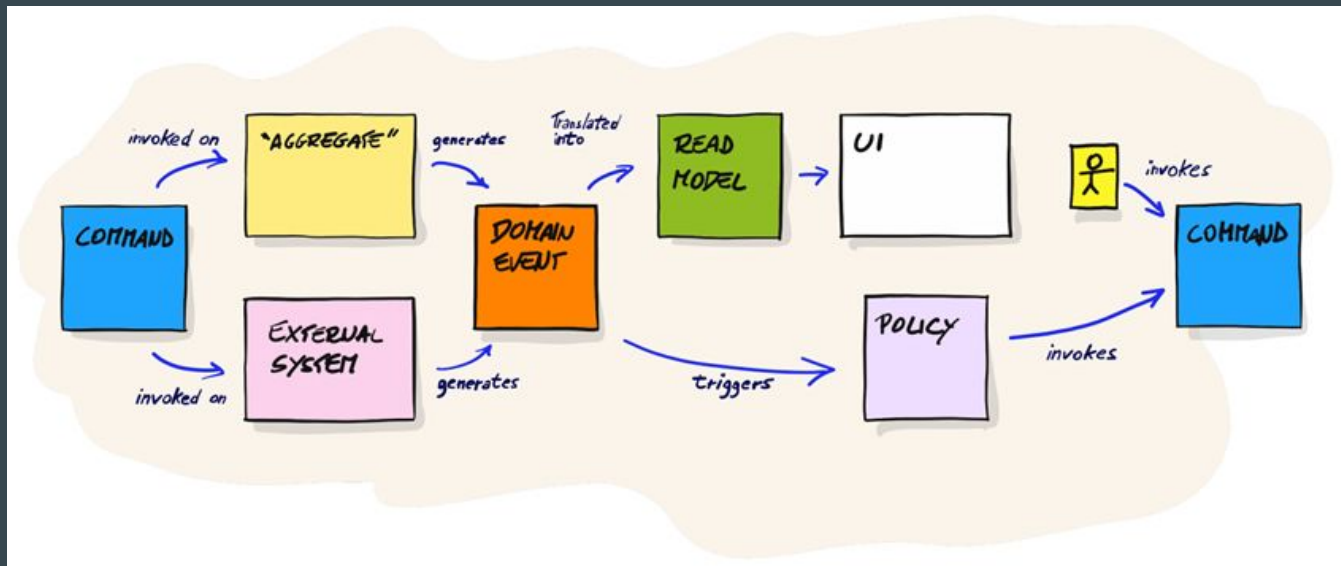 invoked on
"AGGREGATE"
generates
Translated
into
READ
MODEL
UI
invokes
COMMAND
DOMAIN
EVENT
COMMAND
EXTERNAL
SYSTEM
invoked on
generates
triggers
POLICY
invokes